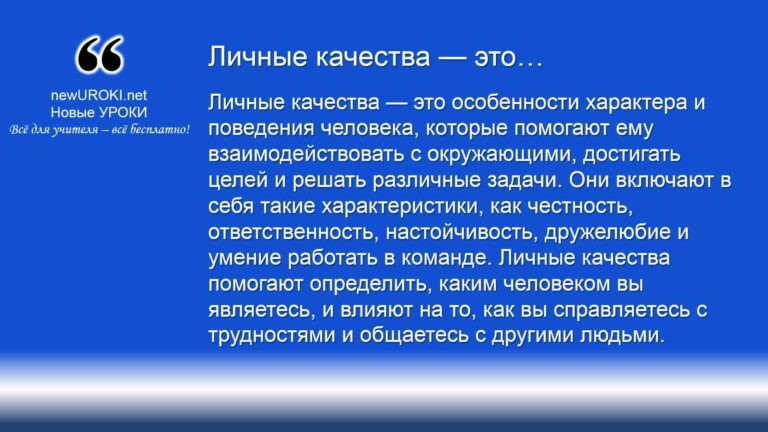 “
newUROKI.net
Новые УРОКИ
Всё для учителя – всё бесплатно!
Личные качества — это…
Личные качества — это особенности характера и
поведения человека, которые помогают ему
взаимодействовать с окружающими, достигать
целей и решать различные задачи. Они включают в
себя такие характеристики, как честность,
ответственность, настойчивость, дружелюбие и
умение работать в команде. Личные качества
помогают определить, каким человеком вы
являетесь, и влияют на то, как вы справляетесь с
трудностями и общаетесь с другими людьми.